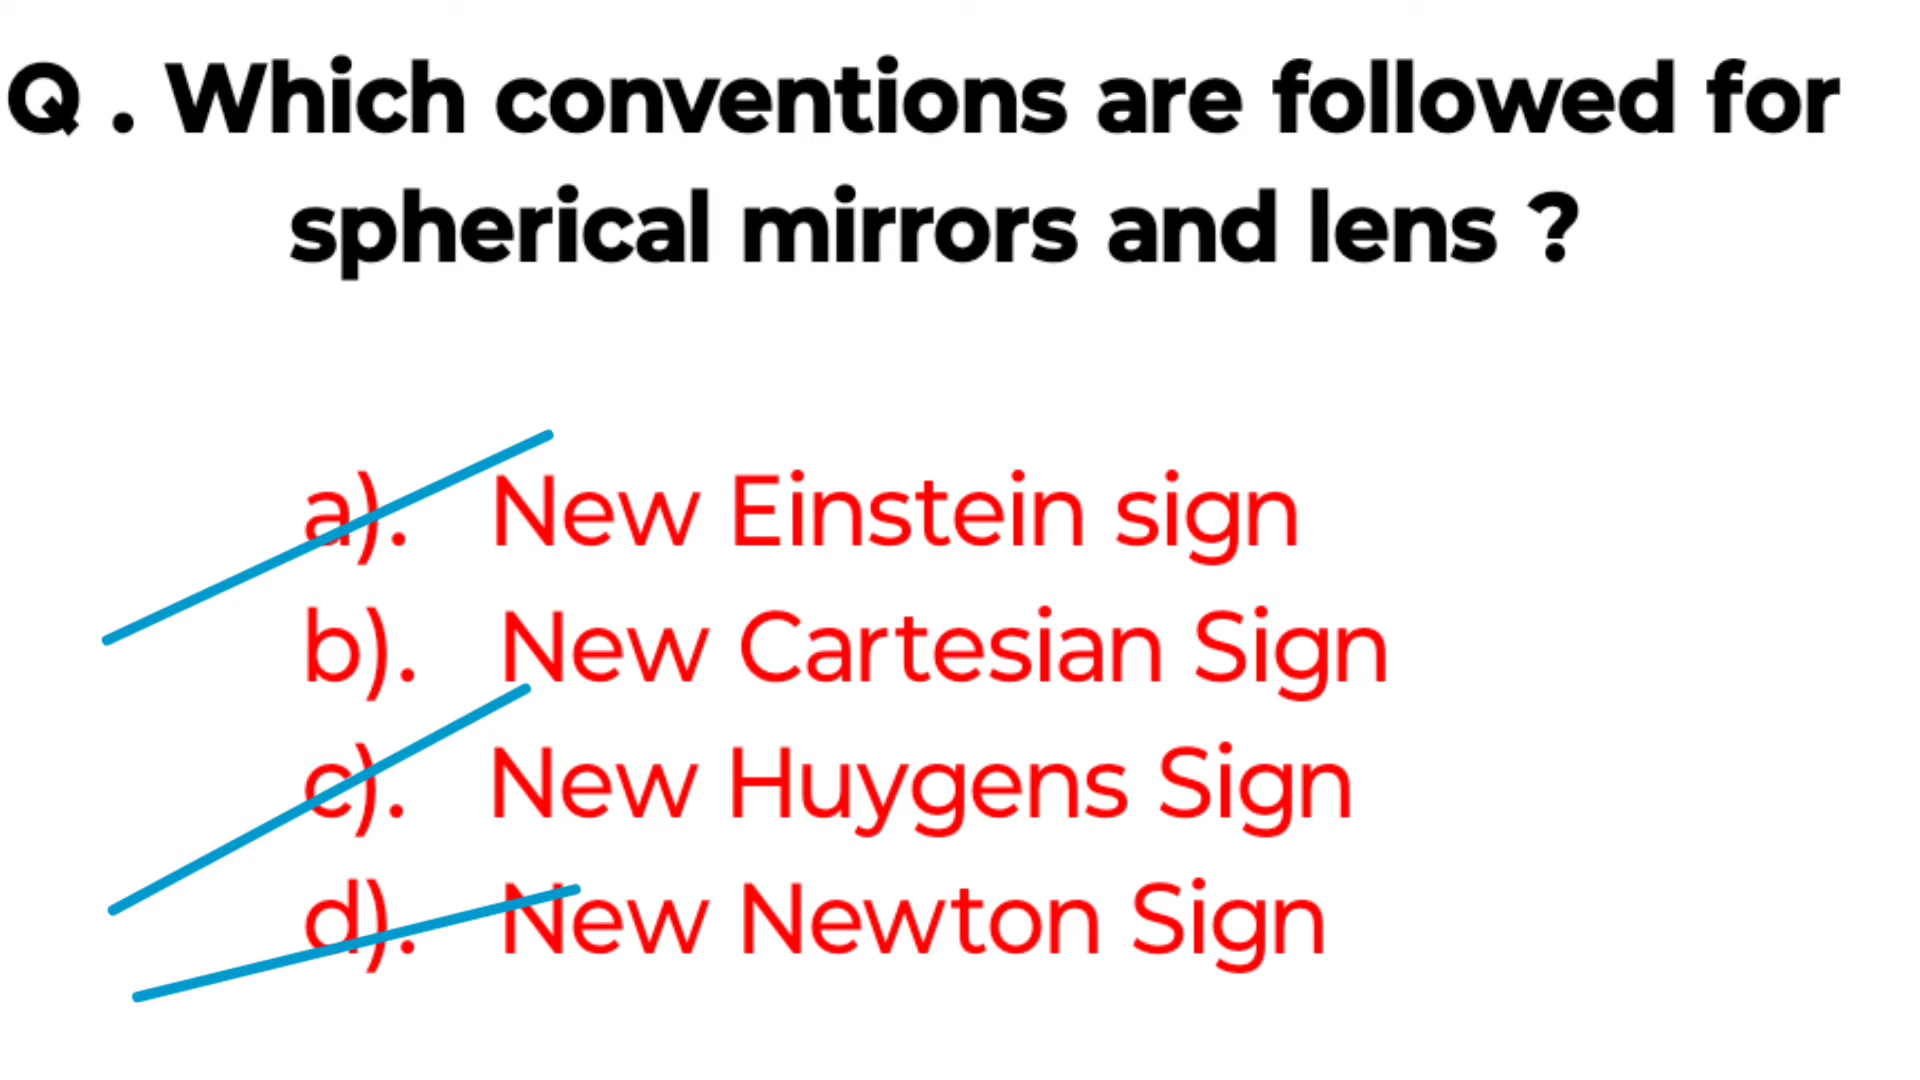 Q . Which conventions are followed for
spherical mirrors and lens ?
a). New Einstein sign
b). New Cartesian Sign
c). New Huygens Sign
d). New Newton Sign